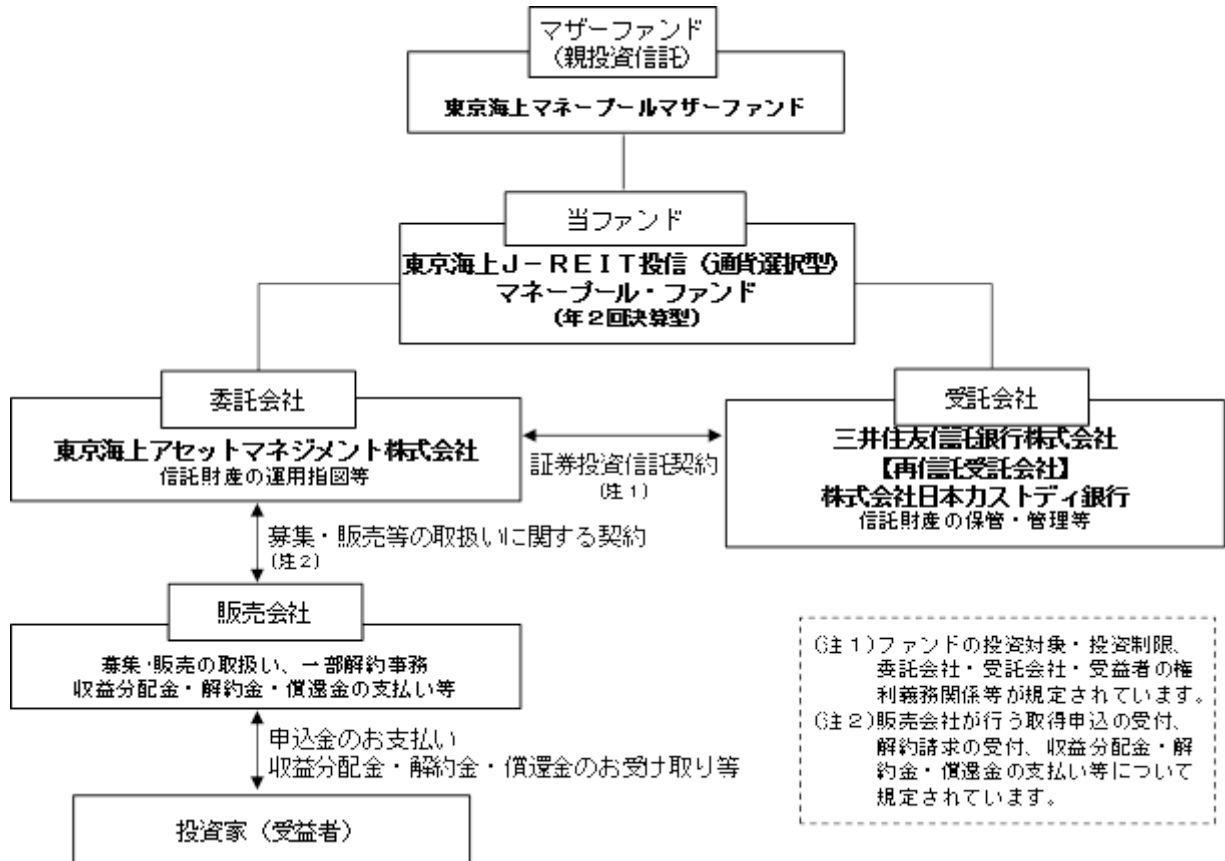 マザーファンド
(親投資信託)
東京海上マネープールマザーファンド
当ファンド
東京海上Ｊ－ＲＥＩＴ投信（通貨選択型）
マネープール・ファンド
(年２回決算型)
委託会社
東京海上アセットマネジメント株式会社
信託財産の運用指図等
証券投資信託契約
(注１)
受託会社
三井住友信託銀行株式会社
【再信託受託会社】
株式会社日本カストディ銀行
信託財産の保管・管理等
募集・販売等の取扱いに関する契約
(注２)
販売会社
募集・販売の取扱い、一部解約事務
収益分配金・解約金・償還金の支払い等
申込金のお支払い
収益分配金・解約金・償還金のお受け取り等
投資家（受益者）
(注１)ファンドの投資対象・投資制限、
委託会社・受託会社・受益者の権
利義務関係等が規定されています。
(注２)販売会社が行う取得申込の受付、
解約請求の受付、収益分配金・解
約金・償還金の支払い等について
規定されています。